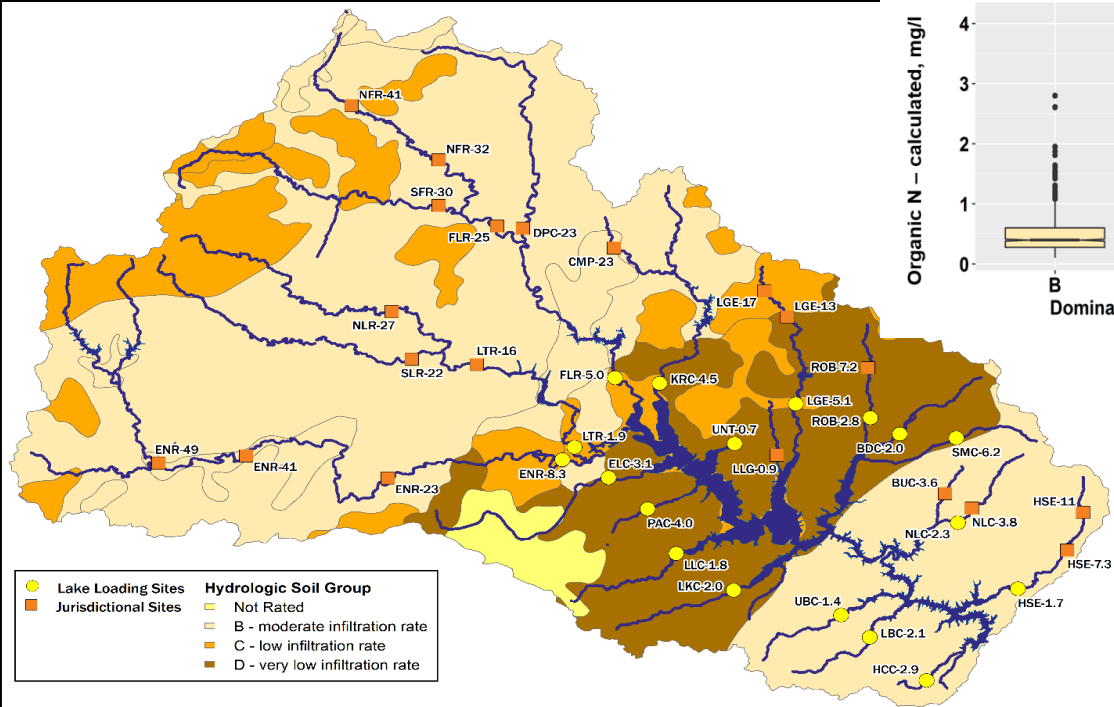 Organic N – calculated, mg/l
4
3
2
1
0
B
Domina
NFR-41
NFR-32
SFR-30
FLR-25
DPC-23
CMP-23
LGE-17
LGE-13
NLR-27
SLR-22
LTR-16
FLR-5.0
KRC-4.5
ROB-7.2
LGE-5.1
ROB-2.8
UNT-0.7
LTR-1.9
BDC-2.0
SMC-6.2
ENR-49
ENR-41
ENR-8.3
ELC-3.1
LLG-0.9
ENR-23
BUC-3.6
HSE-11
PAC-4.0
NLC-3.8
NLC-2.3
LLC-1.8
HSE-7.3
LKC-2.0
UBC-1.4
HSE-1.7
LBC-2.1
HCC-2.9
Lake Loading Sites
Jurisdictional Sites
Hydrologic Soil Group
Not Rated
B - moderate infiltration rate
C - low infiltration rate
D - very low infiltration rate